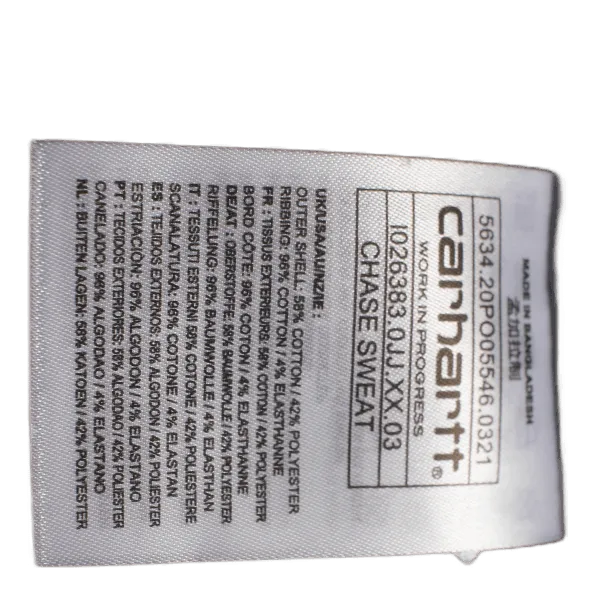 MADE IN BANGLADESH
孟加拉制
5634.20PO05546.0321
carhartt®
WORK IN PROGRESS
I026383.0JJ.XX.03
CHASE SWEAT
UK/USA/AU/NZ/IE :
OUTER SHELL: 58% COTTON / 42% POLYESTER
RIBBING: 96% COTTON / 4% ELASTHANNE
FR : TISSUS EXTERIEURS: 58% COTON / 42% POLYESTER
BORD CÔTE: 96% COTON / 4% ELASTHANNE
DE/AT : OBERSTOFFE: 58% BAUMWOLLE / 42% POLYESTER
RIFFELUNG: 96% BAUMWOLLE / 4% ELASTHAN
IT : TESSUTI ESTERNI 58% COTONE / 42% POLIESTERE
SCANALATURA: 96% COTONE / 4% ELASTAN
ES : TEJIDOS EXTERNOS: 58% ALGODON / 42% POLIESTER
ESTRIACIÓN: 96% ALGODON / 4% ELASTANO
PT : TECIDOS EXTERIORES: 58% ALGODAO / 42% POLIESTER
CANELADO: 96% ALGODAO / 4% ELASTANO
NL : BUITEN LAGEN: 58% KATOEN / 42% POLYESTER